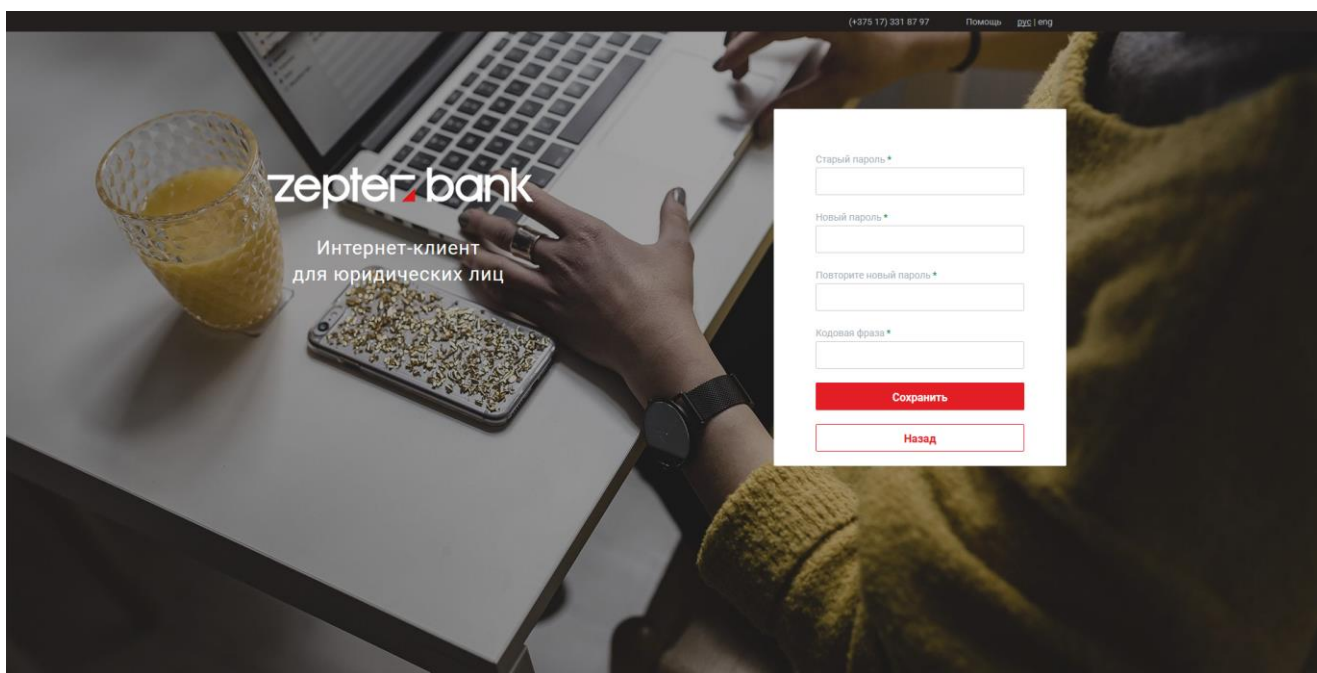 (+375 17) 331 87 97 Помощь рус | eng
zepter bank
Интернет-клиент
для юридических лиц
Старый пароль *
Новый пароль *
Повторите новый пароль *
Кодовая фраза *
Сохранить
Назад